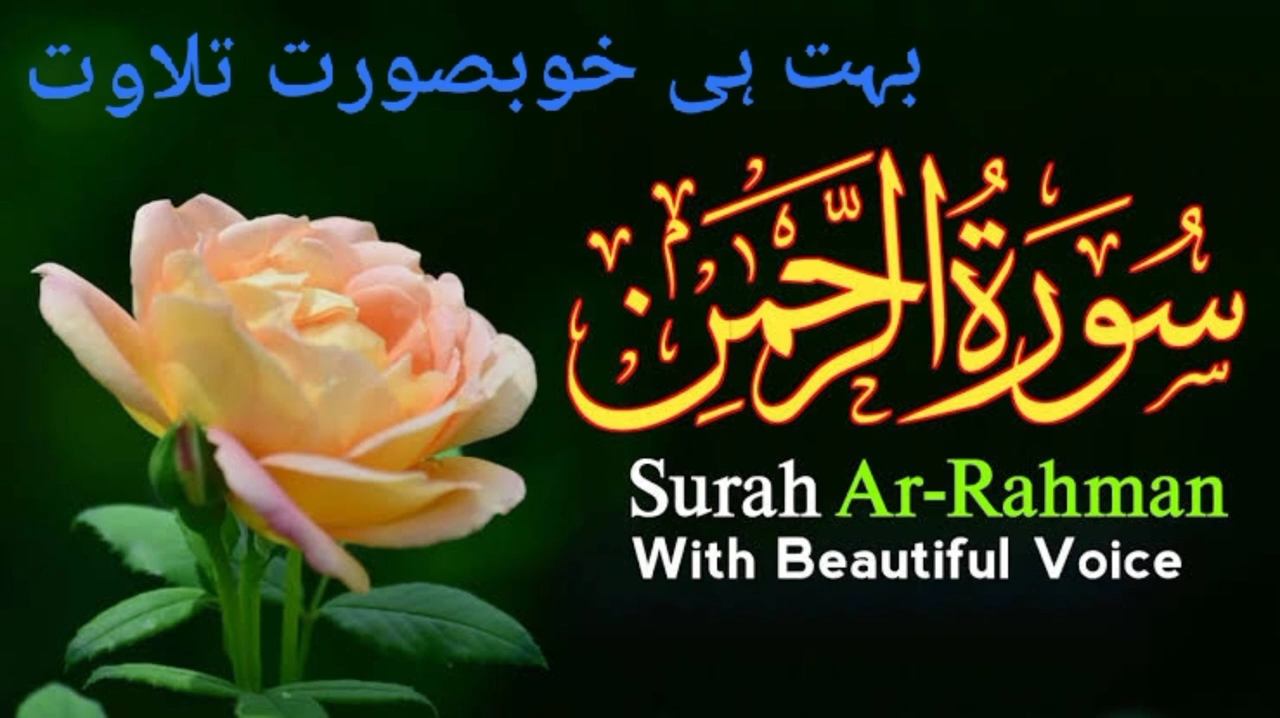 بہت ہی خوبصورت تلاوت
سُورَةُ الرَّحْمٰنِ
Surah Ar-Rahman
With Beautiful Voice